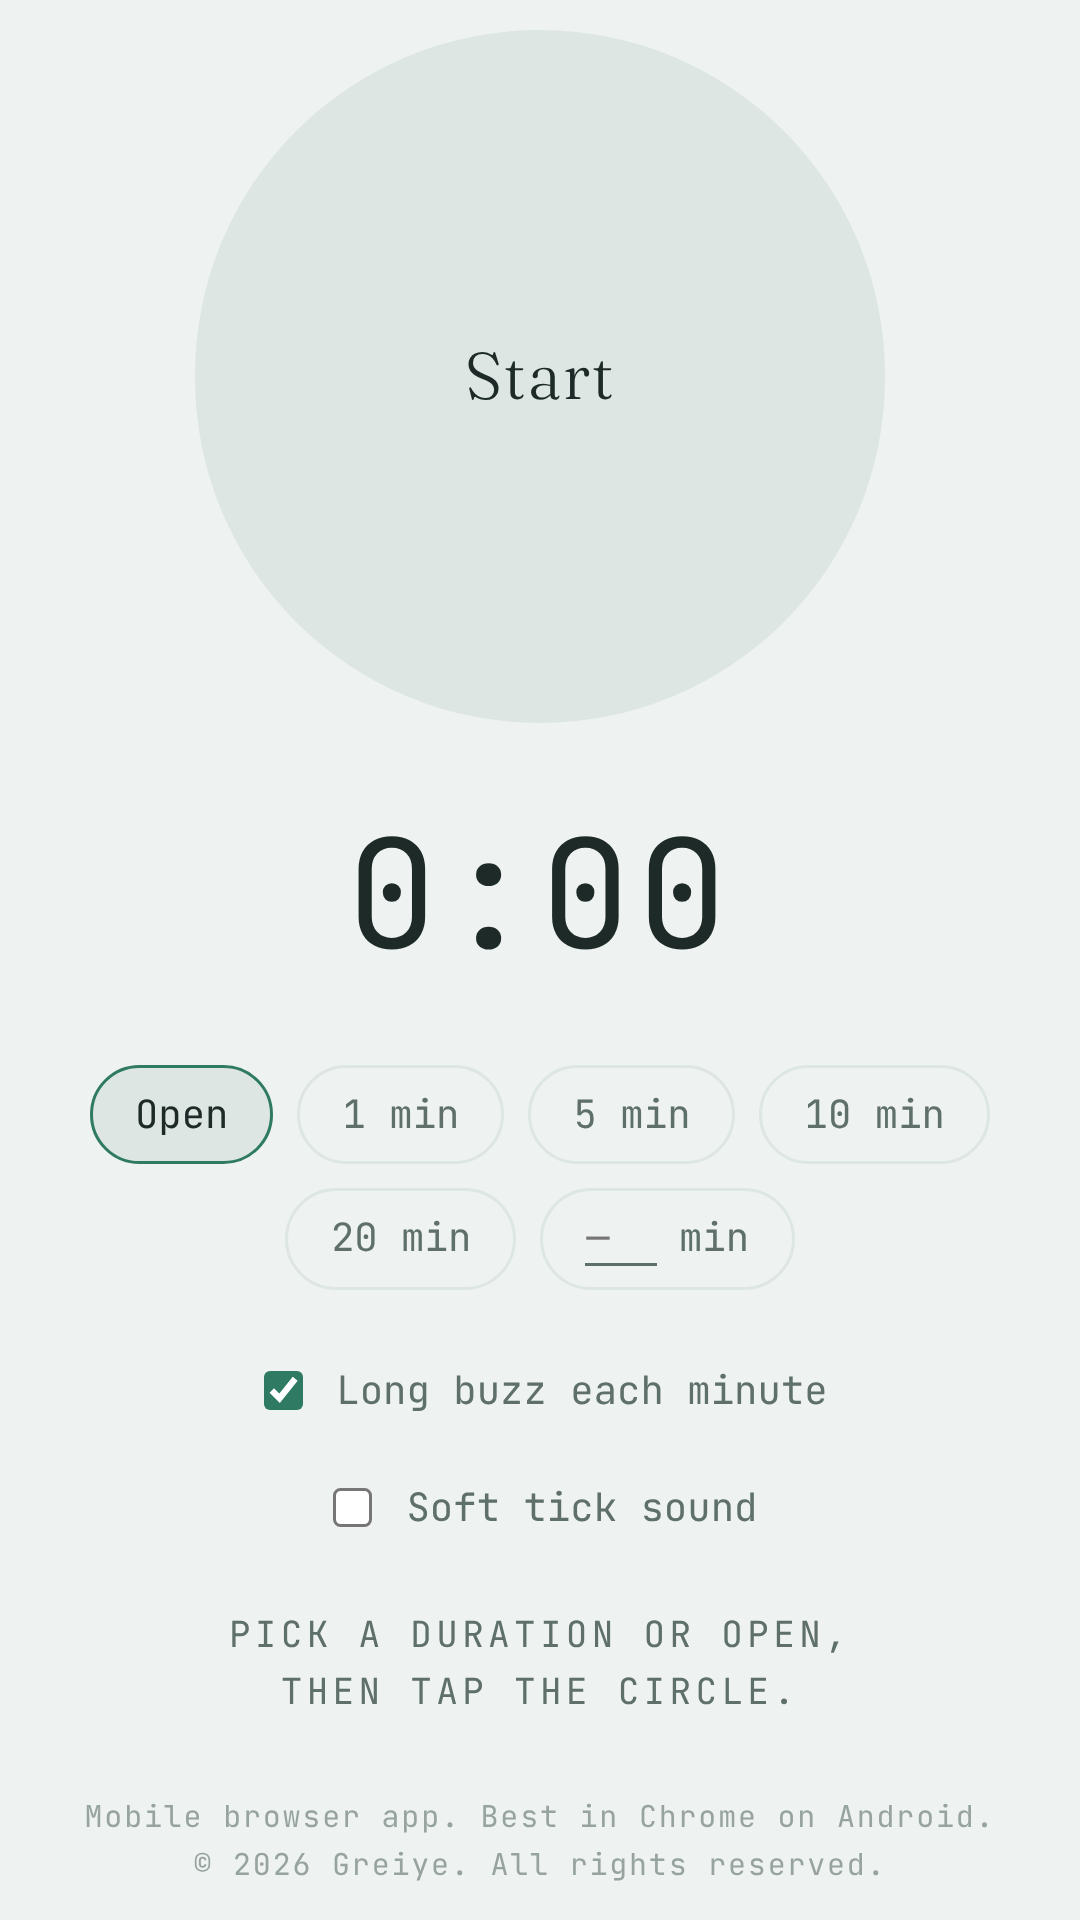 Start
0:00
Open 1 min 5 min 10 min
20 min — min
Long buzz each minute
Soft tick sound
PICK A DURATION OR OPEN,
THEN TAP THE CIRCLE.
Mobile browser app. Best in Chrome on Android.
© 2026 Greiye. All rights reserved.